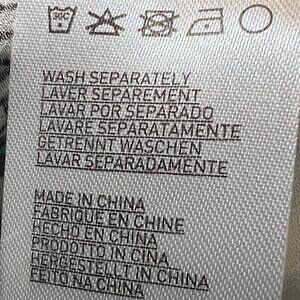 30C
WASH SEPARATELY
LAVER SEPAREMENT
LAVAR POR SEPARADO
LAVARE SEPARATAMENTE
GETRENNT WASCHEN
LAVAR SEPARADAMENTE
MADE IN CHINA
FABRIQUE EN CHINE
HECHO EN CHINA
PRODOTTO IN CINA
HERGESTELLT IN CHINA
FEITO NA CHINA